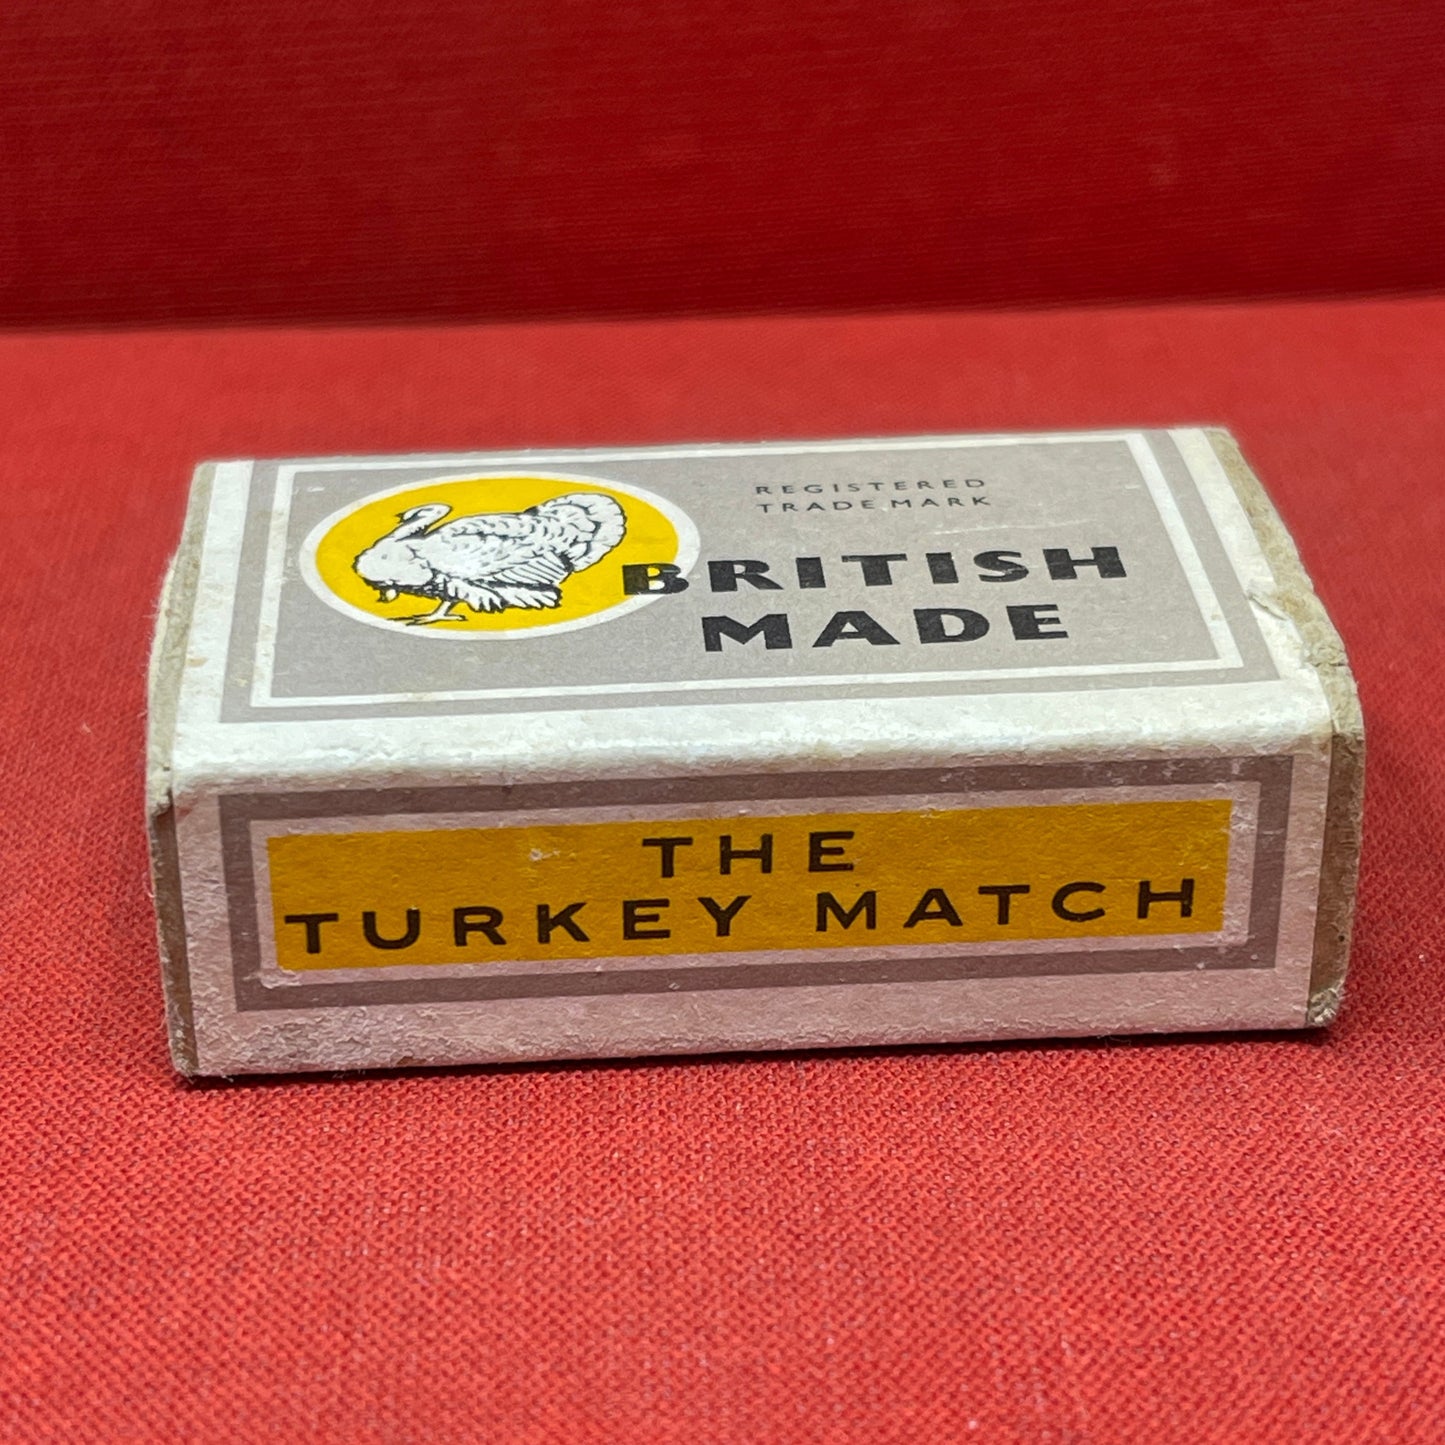 REGISTERED
TRADE MARK
BRITISH
MADE
THE
TURKEY MATCH